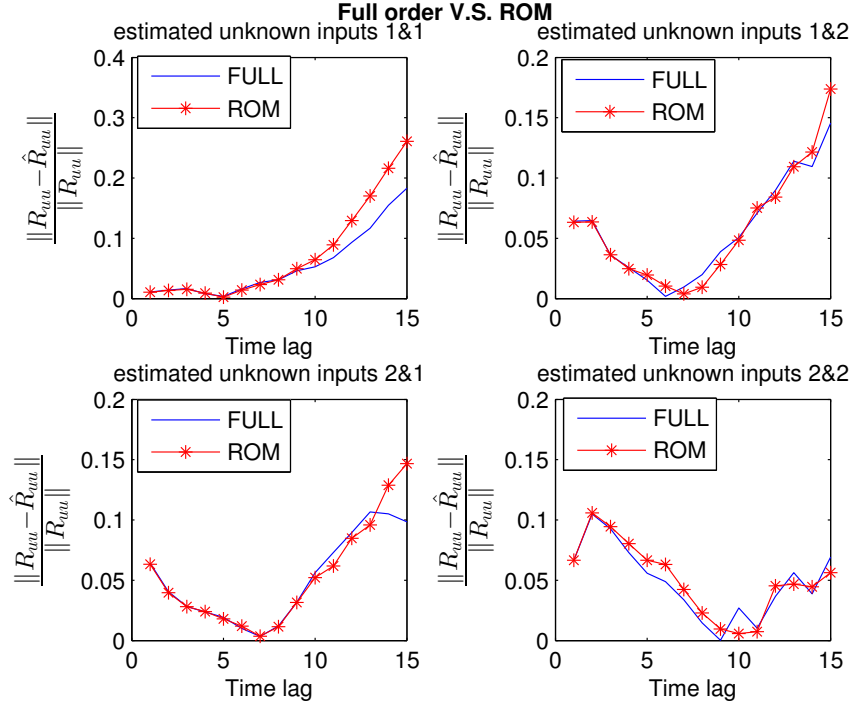 Full order V.S. ROM
estimated unknown inputs 1&1
0.4
0.3
0.2
0.1
0
0 5 10 15
Time lag
||R_uu−R̂_uu||
||R_uu||
FULL
ROM
estimated unknown inputs 1&2
0.2
0.15
0.1
0.05
0
0 5 10 15
Time lag
||R_uu−R̂_uu||
||R_uu||
FULL
ROM
estimated unknown inputs 2&1
0.2
0.15
0.1
0.05
0
0 5 10 15
Time lag
||R_uu−R̂_uu||
||R_uu||
FULL
ROM
estimated unknown inputs 2&2
0.2
0.15
0.1
0.05
0
0 5 10 15
Time lag
||R_uu−R̂_uu||
||R_uu||
FULL
ROM